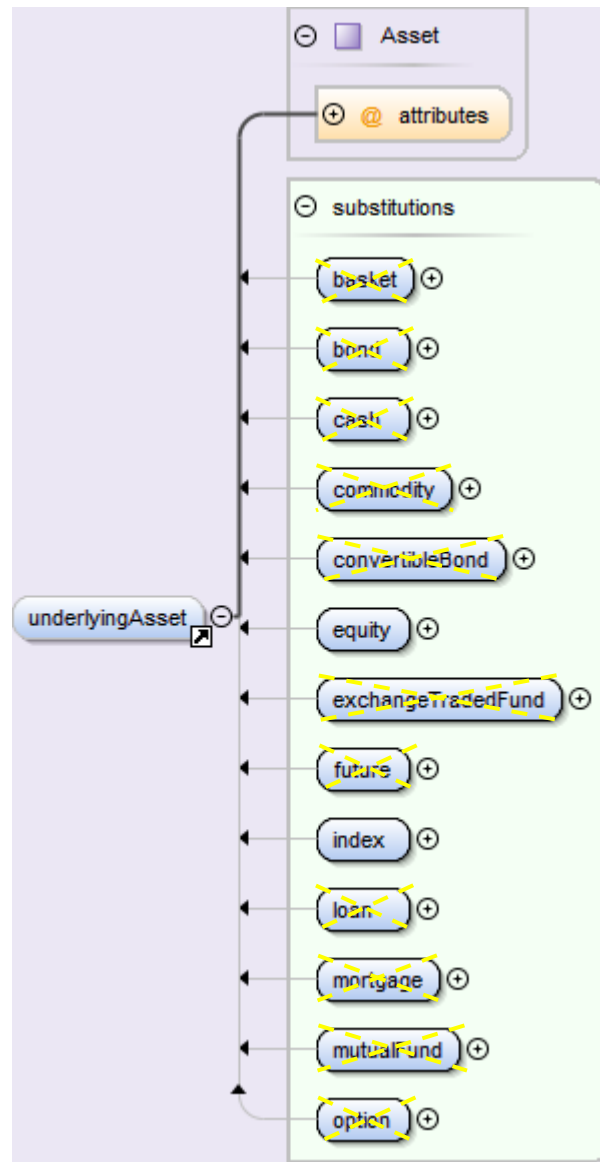 Asset
@ attributes
substitutions
basket
bond
cash
commodity
convertibleBond
underlyingAsset
equity
exchangeTradedFund
future
index
loan
mortgage
mutualFund
option